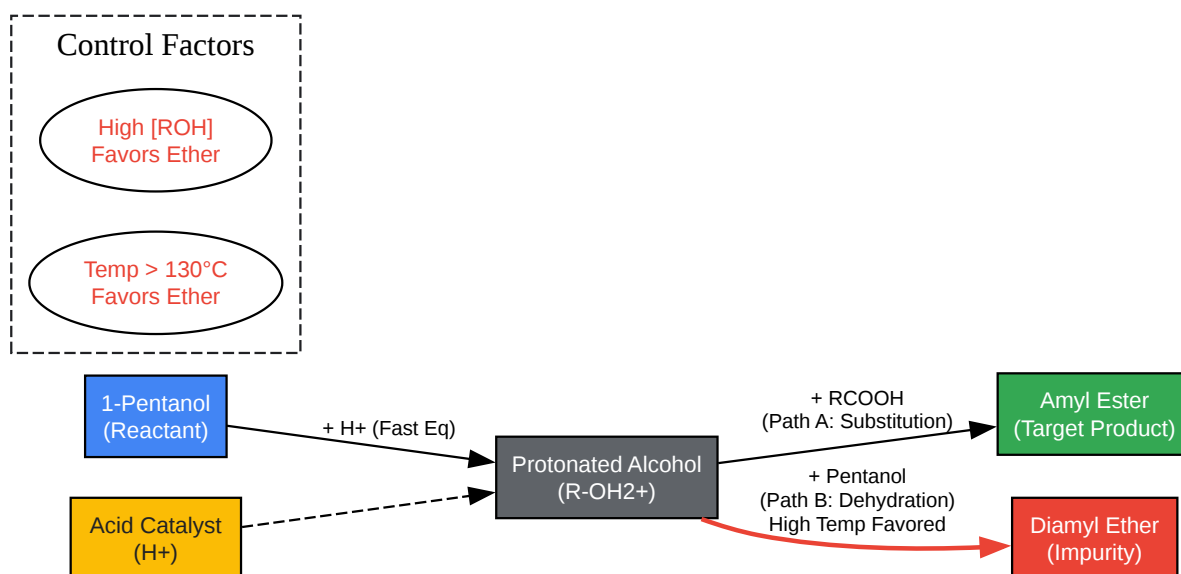 Control Factors
High [ROH]
Favors Ether
Temp > 130°C
Favors Ether
1-Pentanol
(Reactant)
+ H+ (Fast Eq)
Acid Catalyst
(H+)
Protonated Alcohol
(R-OH2+)
+ RCOOH
(Path A: Substitution)
+ Pentanol
(Path B: Dehydration)
High Temp Favored
Amyl Ester
(Target Product)
Diamyl Ether
(Impurity)